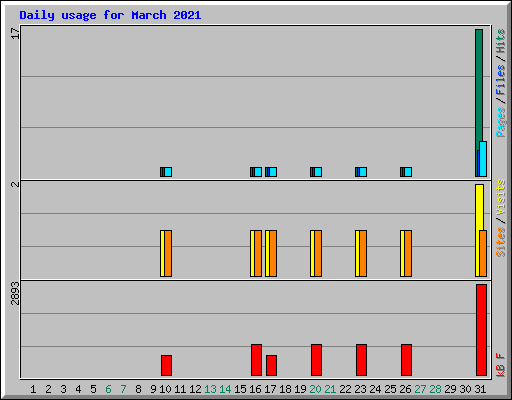 Daily usage for March 2021
17
Pages/Files/Hits
2
Sites/Visits
2893
kB F
1 2 3 4 5 6 7 8 9 10 11 12 13 14 15 16 17 18 19 20 21 22 23 24 25 26 27 28 29 30 31